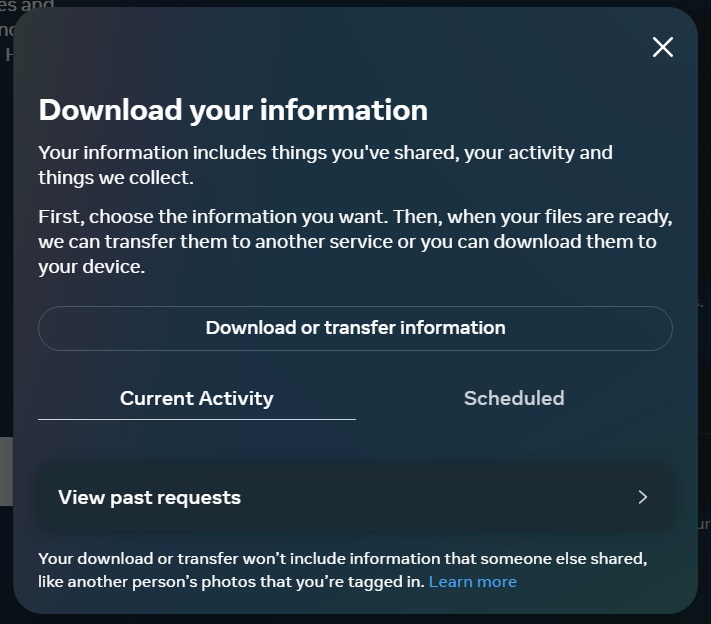 es and
Download your information
Your information includes things you've shared, your activity and
things we collect.
First, choose the information you want. Then, when your files are ready,
we can transfer them to another service or you can download them to
your device.
Download or transfer information
Current Activity
Scheduled
View past requests
Your download or transfer won’t include information that someone else shared,
like another person’s photos that you’re tagged in. Learn more